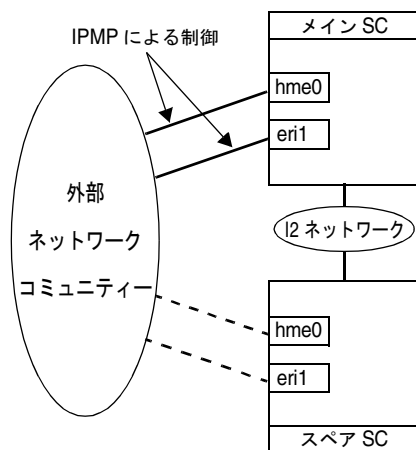 メイン SC
IPMP による制御
hme0
eri1
外部
ネットワーク
コミュニティー
I2 ネットワーク
hme0
eri1
スペア SC